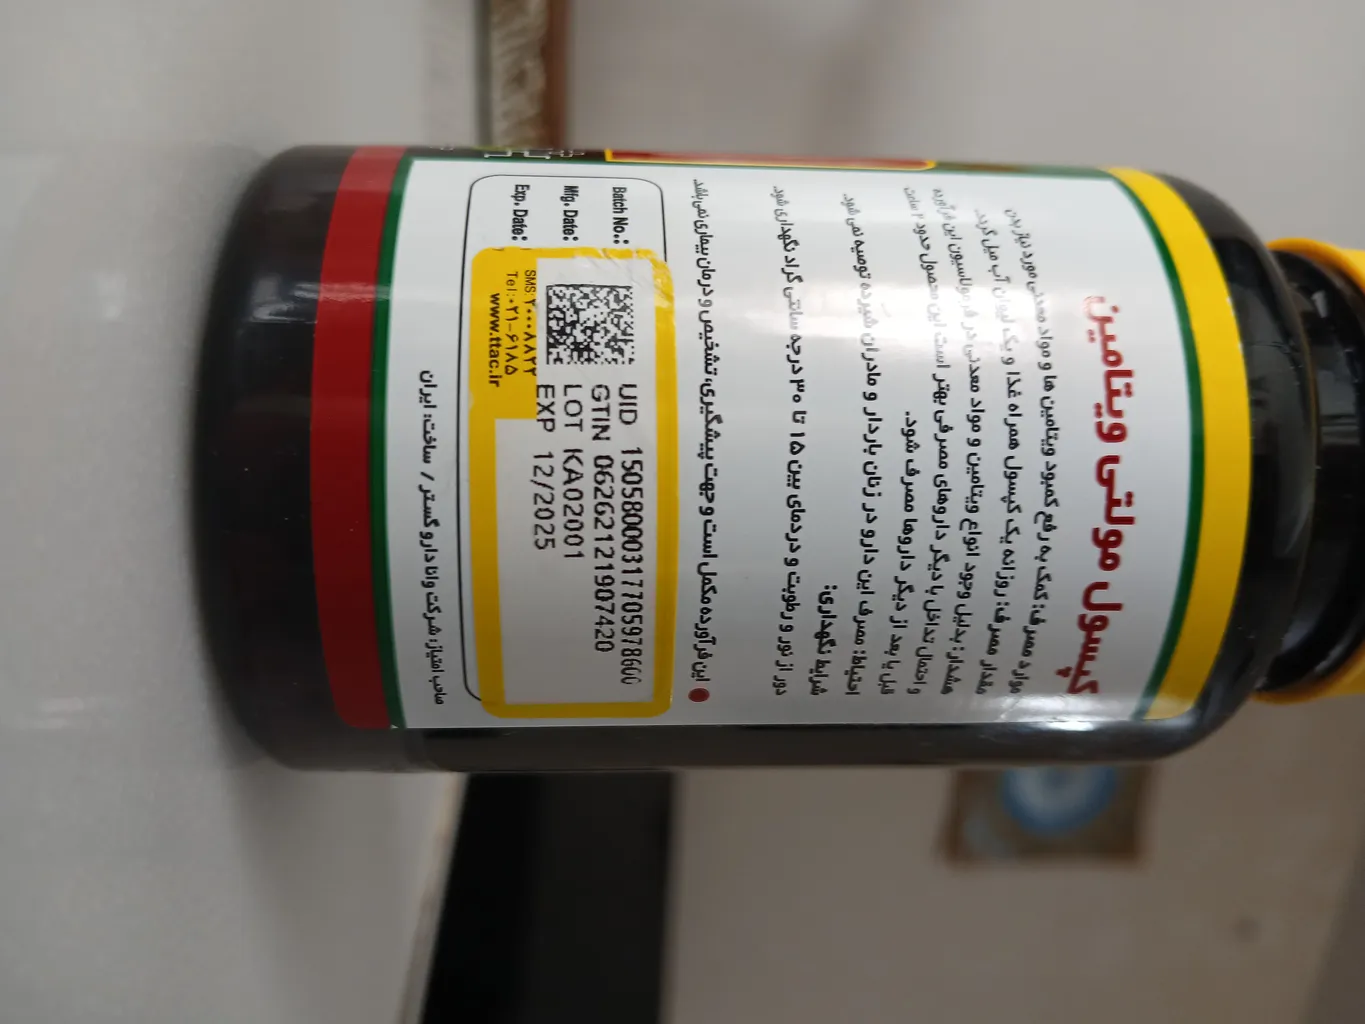 کپسول مولتی ویتامین
موارد مصرف: کمک به رفع کمبود ویتامین ها و مواد معدنی مورد نیاز بدن
مقدار مصرف: روزانه یک کپسول همراه غذا و یک لیوان آب میل گردد.
هشدار: بدلیل وجود انواع ویتامین و مواد معدنی در فرمولاسیون این فرآورده
و احتمال تداخل با دیگر داروهای مصرفی بهتر است این محصول حدود ۲ ساعت
قبل یا بعد از دیگر داروها مصرف شود.
احتیاط: مصرف این دارو در زنان باردار و مادران شیرده توصیه نمی شود.
شرایط نگهداری:
دور از نور و رطوبت و در دمای بین ۱۵ تا ۳۰ درجه سانتی گراد نگهداری شود.
این فرآورده مکمل است و جهت پیشگیری، تشخیص و درمان بیماری نمی باشد.
Batch No.:
Mfg. Date:
Exp. Date:
UID 15058000317705978600
GTIN 06262121907420
LOT KA02001
EXP 12/2025
SMS:۲۰۰۰۸۸۲۲
Tel:۰۲۱-۶۱۸۵
www.ttac.ir
صاحب امتیاز: شرکت وانا دارو گستر / ساخت: ایران